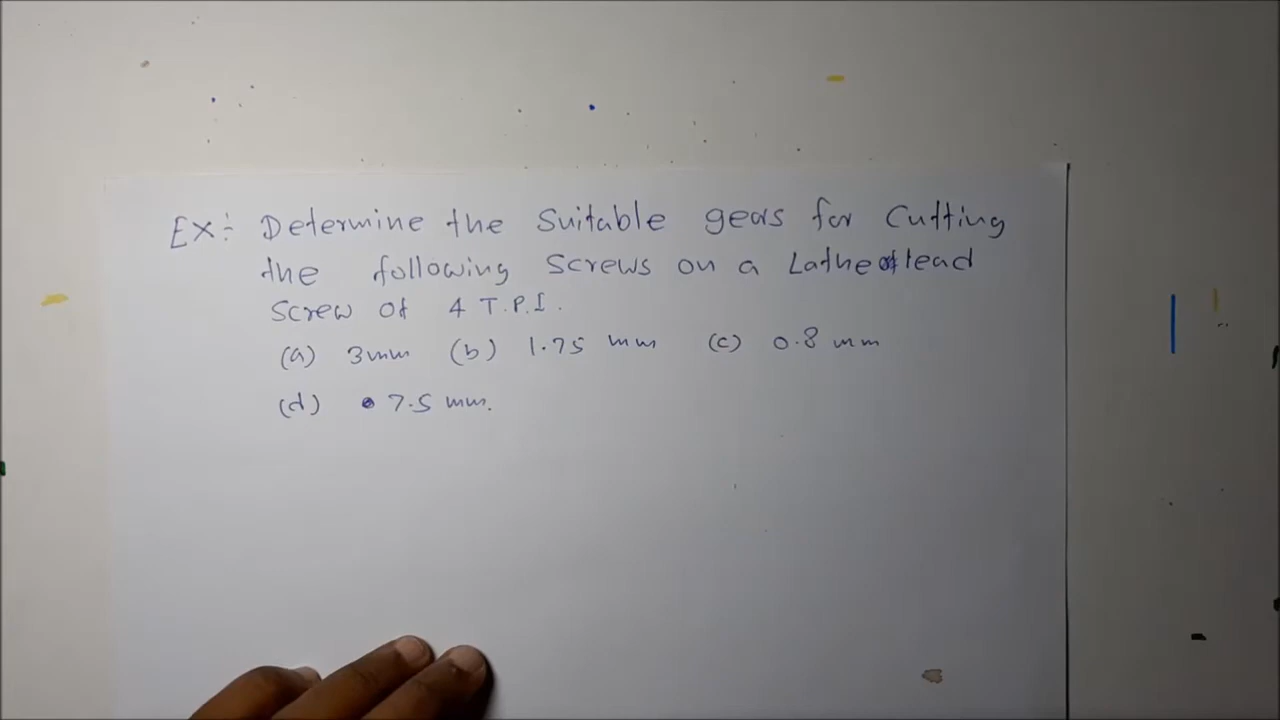 Ex:- Determine the Suitable gears for Cutting
the following Screws on a Lathe of lead
Screw of 4 T.P.I.
(a) 3mm (b) 1.75 mm (c) 0.8 mm
(d) 7.5 mm.